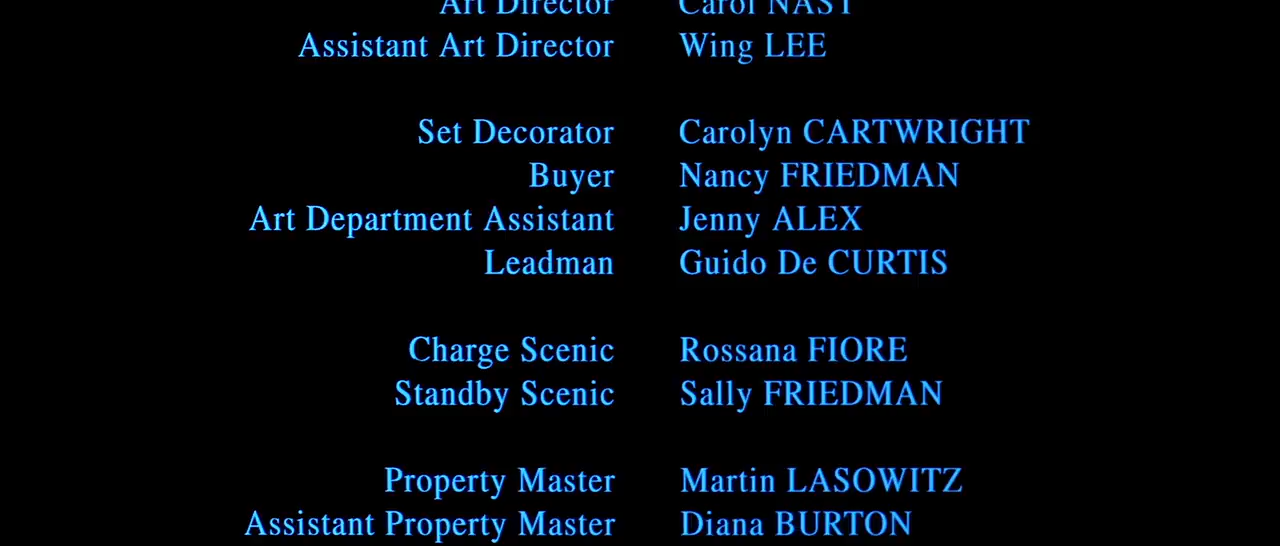 Art Director Carol NAST
Assistant Art Director Wing LEE
Set Decorator Carolyn CARTWRIGHT
Buyer Nancy FRIEDMAN
Art Department Assistant Jenny ALEX
Leadman Guido De CURTIS
Charge Scenic Rossana FIORE
Standby Scenic Sally FRIEDMAN
Property Master Martin LASOWITZ
Assistant Property Master Diana BURTON